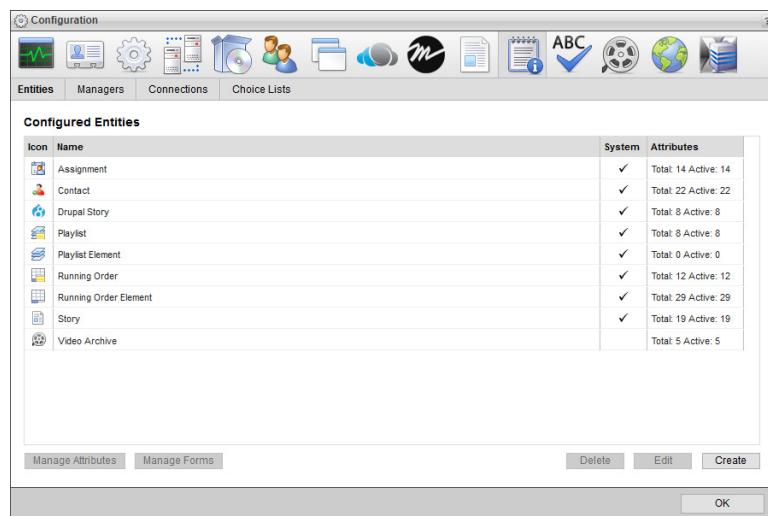 Configuration
ABC
Entities Managers Connections Choice Lists
Configured Entities
Icon Name System Attributes
Assignment ✓ Total: 14 Active: 14
Contact ✓ Total: 22 Active: 22
Drupal Story ✓ Total: 8 Active: 8
Playlist ✓ Total: 8 Active: 8
Playlist Element ✓ Total: 0 Active: 0
Running Order ✓ Total: 12 Active: 12
Running Order Element ✓ Total: 29 Active: 29
Story ✓ Total: 19 Active: 19
Video Archive Total: 5 Active: 5
Manage Attributes Manage Forms Delete Edit Create
OK